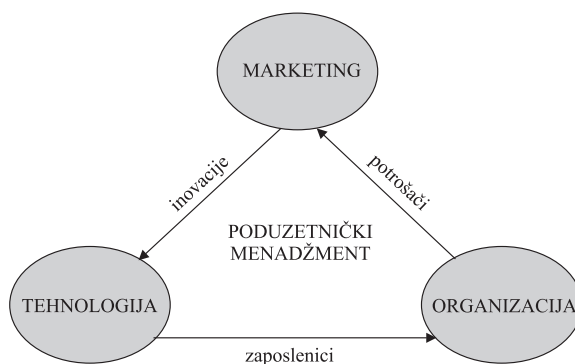 MARKETING
inovacije
potrošači
PODUZETNIČKI
MENADŽMENT
TEHNOLOGIJA
ORGANIZACIJA
zaposlenici